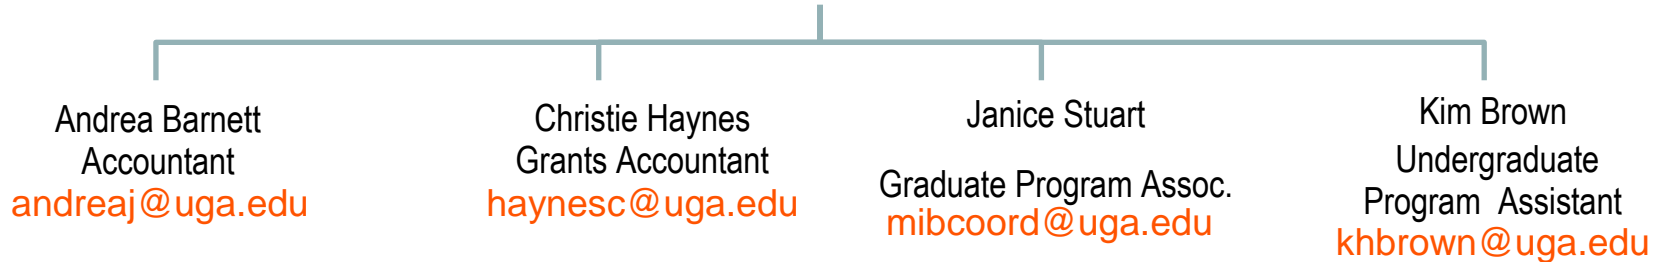 Andrea Barnett
Accountant
andreaj@uga.edu
Christie Haynes
Grants Accountant
haynesc@uga.edu
Janice Stuart
Graduate Program Assoc.
mibcoord@uga.edu
Kim Brown
Undergraduate
Program Assistant
khbrown@uga.edu